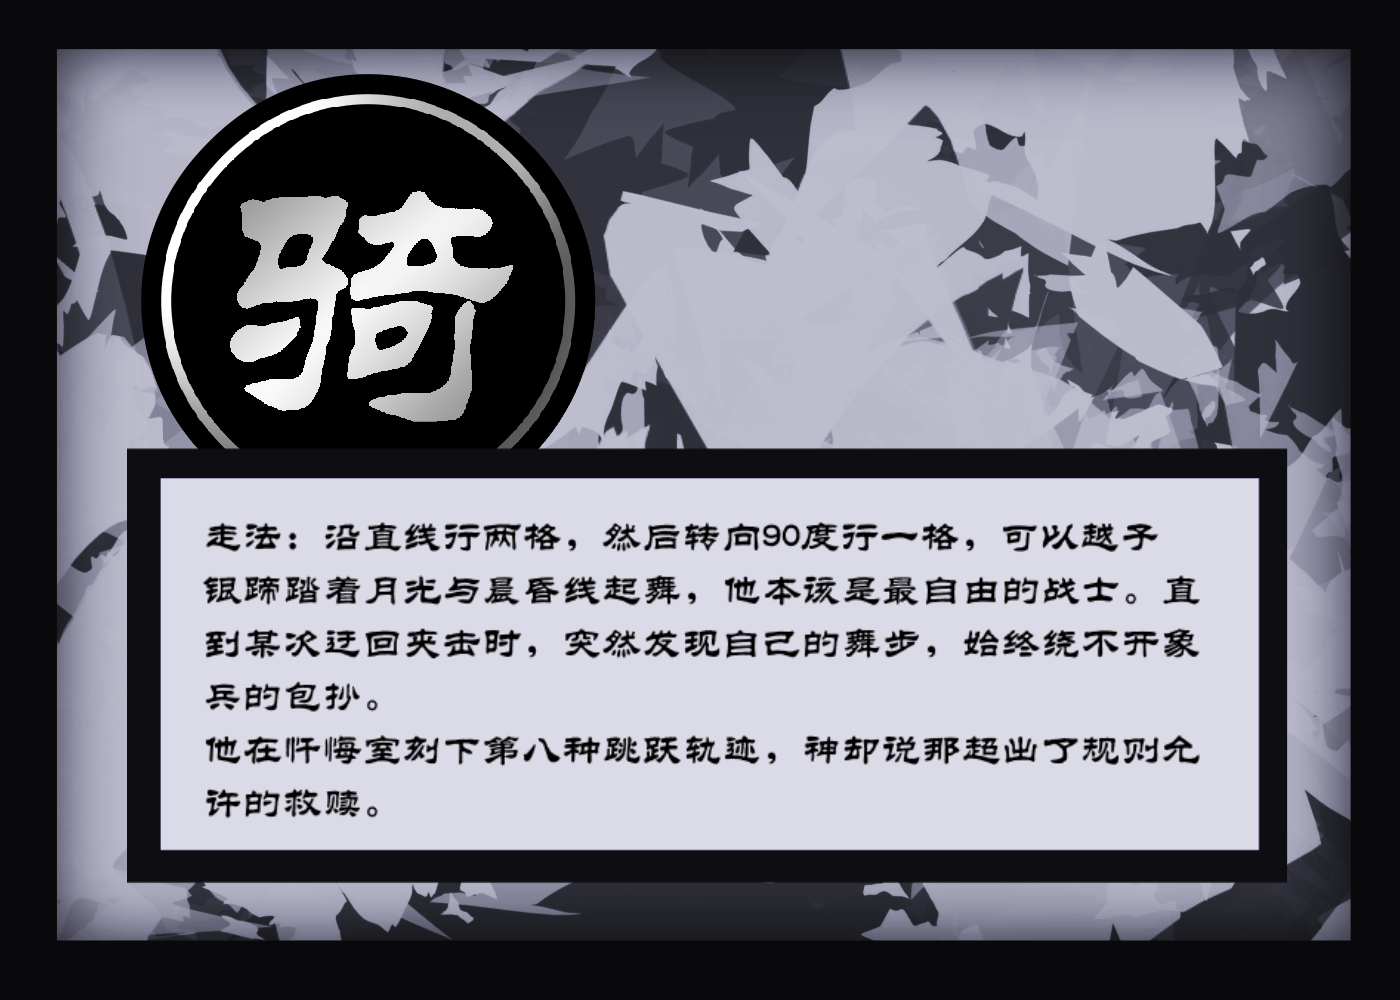 骑
走法：沿直线行两格，然后转向90度行一格，可以越子
银蹄踏着月光与晨昏线起舞，他本该是最自由的战士。直
到某次迂回夹击时，突然发现自己的舞步，始终绕不开象
兵的包抄。
他在忏悔室刻下第八种跳跃轨迹，神却说那超出了规则允
许的救赎。